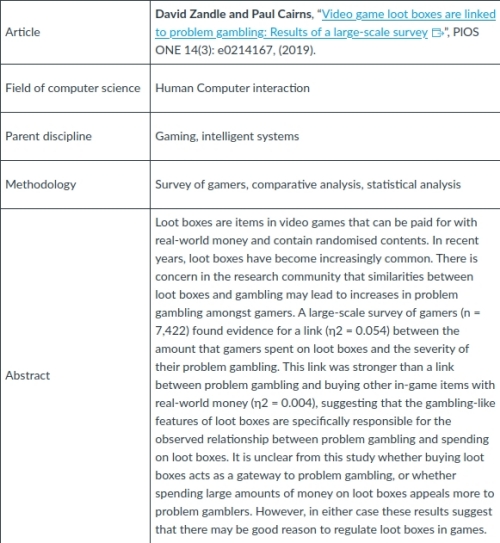 Article
David Zandle and Paul Cairns, “Video game loot boxes are linked
to problem gambling: Results of a large-scale survey”, PlOS
ONE 14(3): e0214167, (2019).
Field of computer science
Human Computer interaction
Parent discipline
Gaming, intelligent systems
Methodology
Survey of gamers, comparative analysis, statistical analysis
Abstract
Loot boxes are items in video games that can be paid for with
real-world money and contain randomised contents. In recent
years, loot boxes have become increasingly common. There is
concern in the research community that similarities between
loot boxes and gambling may lead to increases in problem
gambling amongst gamers. A large-scale survey of gamers (n =
7,422) found evidence for a link (η2 = 0.054) between the
amount that gamers spent on loot boxes and the severity of
their problem gambling. This link was stronger than a link
between problem gambling and buying other in-game items with
real-world money (η2 = 0.004), suggesting that the gambling-like
features of loot boxes are specifically responsible for the
observed relationship between problem gambling and spending
on loot boxes. It is unclear from this study whether buying loot
boxes acts as a gateway to problem gambling, or whether
spending large amounts of money on loot boxes appeals more to
problem gamblers. However, in either case these results suggest
that there may be good reason to regulate loot boxes in games.